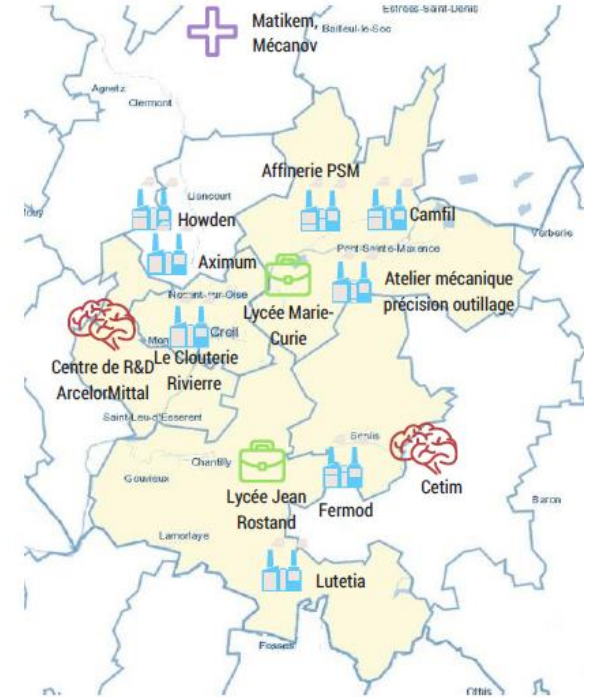 Estrées-Saint-Denis
Matikem,
Mécanov
Bailleul-le-Soc
Agnetz
Clermont
Affinerie PSM
Liancourt
Howden
Camfil
Verberie
Pont-Sainte-Maxence
Aximum
Atelier mécanique
précision outillage
Nogent-sur-Oise
Lycée Marie-
Curie
Creil
Centre de R&D
ArcelorMittal
Le Clouterie
Rivierre
Saint-Leu-d'Esserent
Senlis
Chantilly
Gouvieux
Cetim
Lycée Jean
Rostand
Fermod
Baron
Lamorlaye
Lutetia
Fosses
Othis